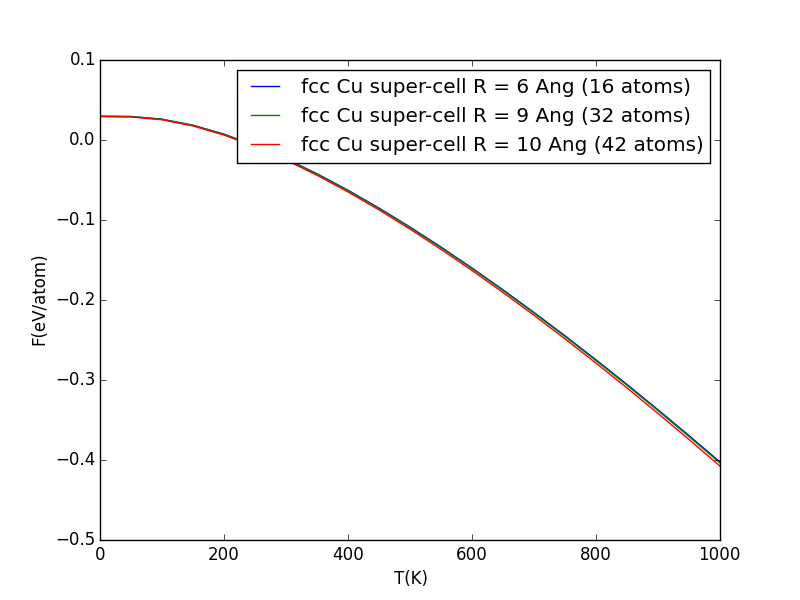 0.1
fcc Cu super-cell R = 6 Ang (16 atoms)
fcc Cu super-cell R = 9 Ang (32 atoms)
0.0
fcc Cu super-cell R = 10 Ang (42 atoms)
−0.1
−0.2
F(eV/atom)
−0.3
−0.4
−0.5
0 200 400 600 800 1000
T(K)